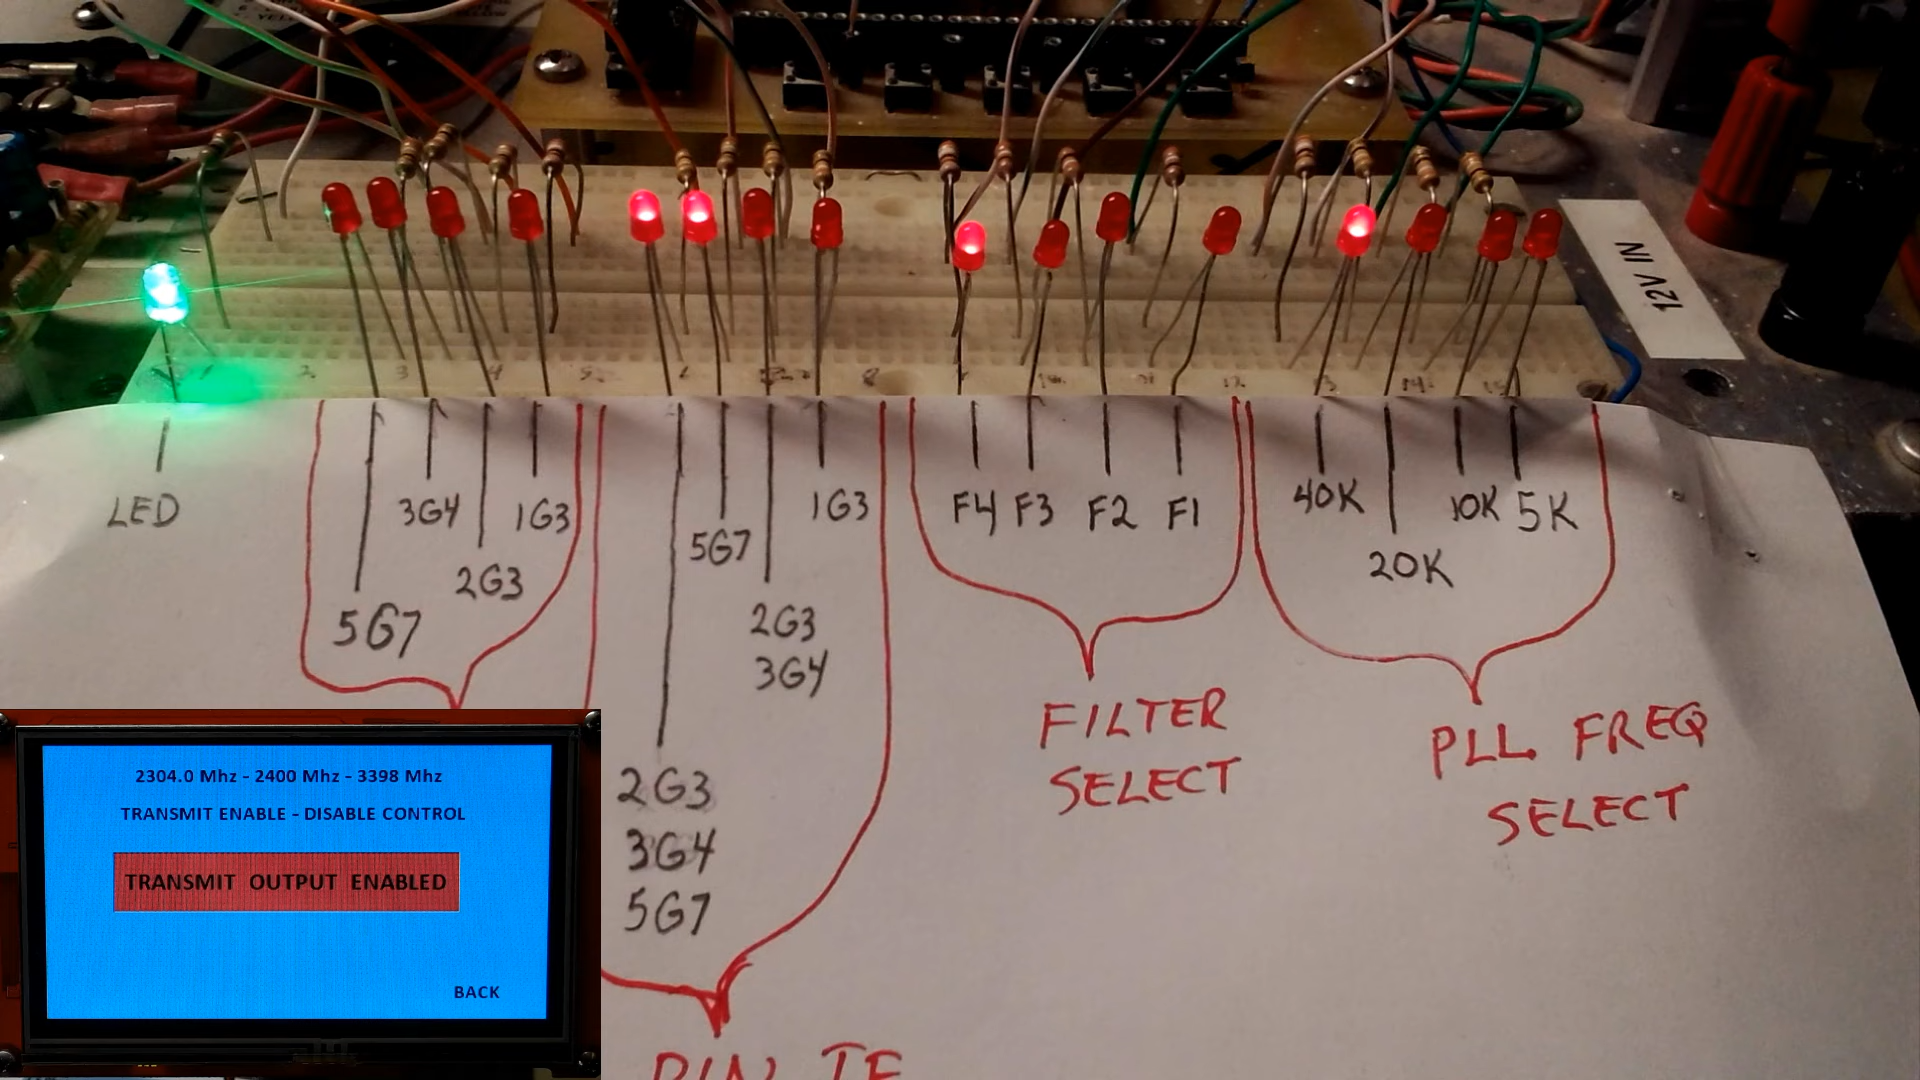 12V IN
LED
5G7
3G4
2G3
1G3
2G3
3G4
5G7
5G7
2G3
3G4
1G3
F4 F3 F2 F1
40K
20K
10K
5K
FILTER
SELECT
PLL FREQ
SELECT
2304.0 Mhz - 2400 Mhz - 3398 Mhz
TRANSMIT ENABLE - DISABLE CONTROL
TRANSMIT OUTPUT ENABLED
BACK